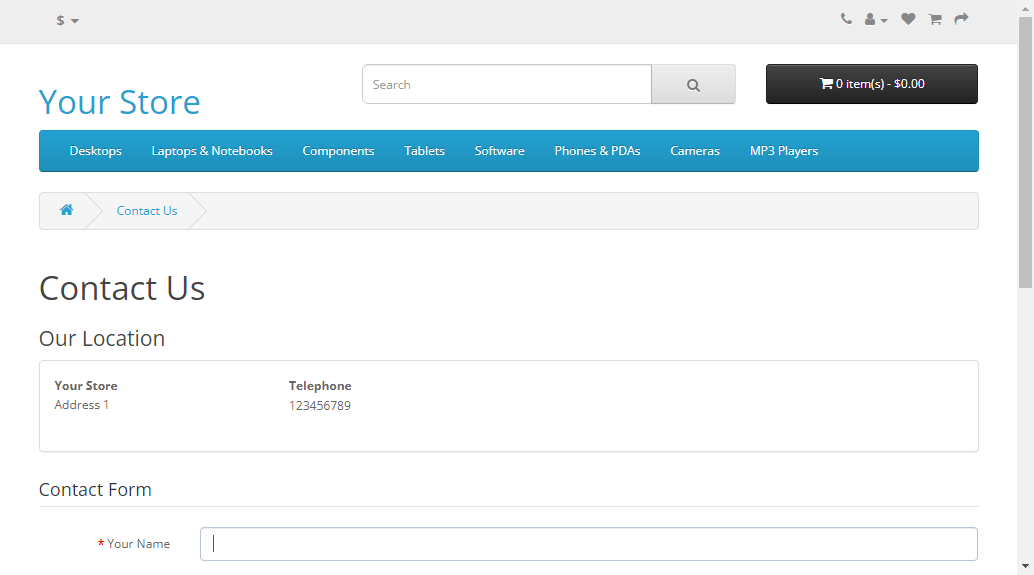 $
Search
0 item(s) - $0.00
Your Store
Desktops Laptops & Notebooks Components Tablets Software Phones & PDAs Cameras MP3 Players
Contact Us
Contact Us
Our Location
Your Store Telephone
Address 1 123456789
Contact Form
* Your Name